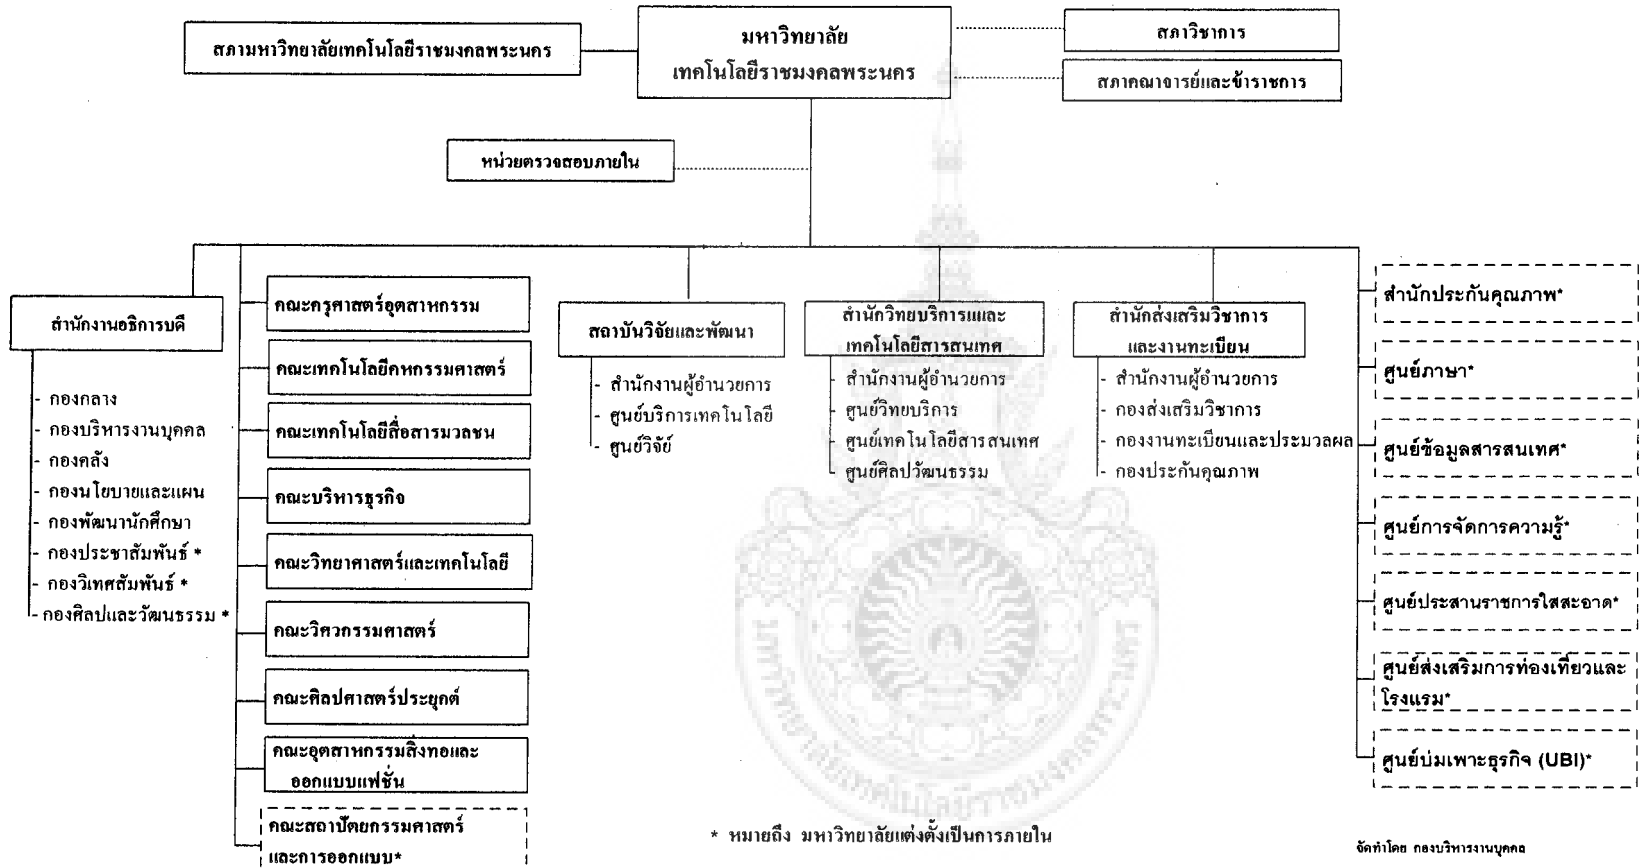 สภามหาวิทยาลัยเทคโนโลยีราชมงคลพระนคร
มหาวิทยาลัย
เทคโนโลยีราชมงคลพระนคร
สภาวิชาการ
สภาคณาจารย์และข้าราชการ
หน่วยตรวจสอบภายใน
สำนักงานอธิการบดี
- กองกลาง
- กองบริหารงานบุคคล
- กองคลัง
- กองนโยบายและแผน
- กองพัฒนานักศึกษา
- กองประชาสัมพันธ์ *
- กองวิเทศสัมพันธ์ *
- กองศิลปและวัฒนธรรม *
คณะครุศาสตร์อุตสาหกรรม
คณะเทคโนโลยีคหกรรมศาสตร์
คณะเทคโนโลยีสื่อสารมวลชน
คณะบริหารธุรกิจ
คณะวิทยาศาสตร์และเทคโนโลยี
คณะวิศวกรรมศาสตร์
คณะศิลปศาสตร์ประยุกต์
คณะอุตสาหกรรมสิ่งทอและ
ออกแบบแฟชั่น
คณะสถาปัตยกรรมศาสตร์
และการออกแบบ*
สถาบันวิจัยและพัฒนา
- สำนักงานผู้อำนวยการ
- ศูนย์บริการเทคโนโลยี
- ศูนย์วิจัย์
สำนักวิทยบริการและ
เทคโนโลยีสารสนเทศ
- สำนักงานผู้อำนวยการ
- ศูนย์วิทยบริการ
- ศูนย์เทคโนโลยีสารสนเทศ
- ศูนย์ศิลปวัฒนธรรม
สำนักส่งเสริมวิชาการ
และงานทะเบียน
- สำนักงานผู้อำนวยการ
- กองส่งเสริมวิชาการ
- กองงานทะเบียนและประมวลผล
- กองประกันคุณภาพ
สำนักประกันคุณภาพ*
ศูนย์ภาษา*
ศูนย์ข้อมูลสารสนเทศ*
ศูนย์การจัดการความรู้*
ศูนย์ประสานราชการใสสะอาด*
ศูนย์ส่งเสริมการท่องเที่ยวและ
โรงแรม*
ศูนย์บ่มเพาะธุรกิจ (UBI)*
มหาวิทยาลัยเทคโนโลยีราชมงคลพระนคร
* หมายถึง มหาวิทยาลัยแต่งตั้งเป็นการภายใน
จัดทำโดย กองบริหารงานบุคคล